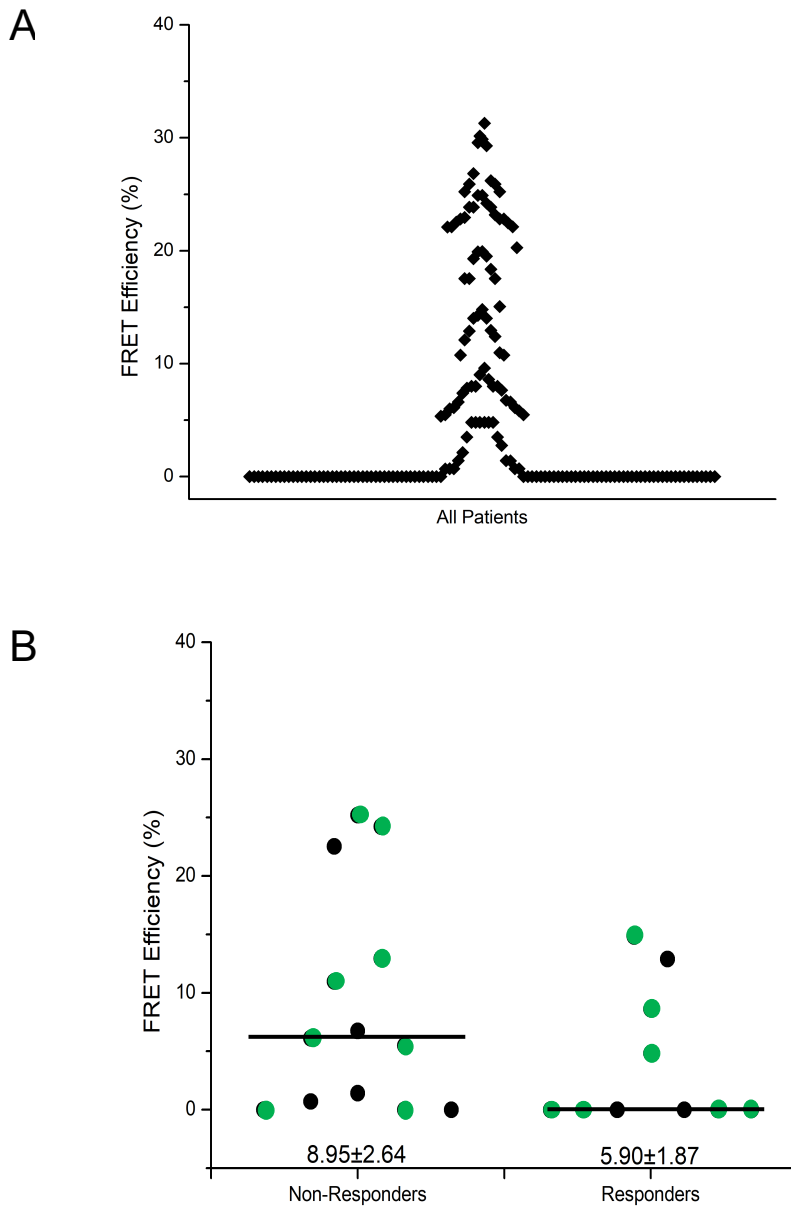 A
40
30
20
10
0
FRET Efficiency (%)
All Patients
B
40
30
20
10
0
FRET Efficiency (%)
8.95±2.64
5.90±1.87
Non-Responders
Responders